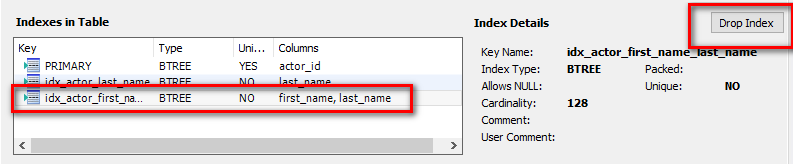 Indexes in Table
Key Type Uni... Columns
PRIMARY BTREE YES actor_id
idx_actor_last_name BTREE NO last_name
idx_actor_first_na... BTREE NO first_name, last_name
Index Details
Drop Index
Key Name: idx_actor_first_name_last_name
Index Type: BTREE Packed:
Allows NULL: Unique: NO
Cardinality: 128
Comment:
User Comment: